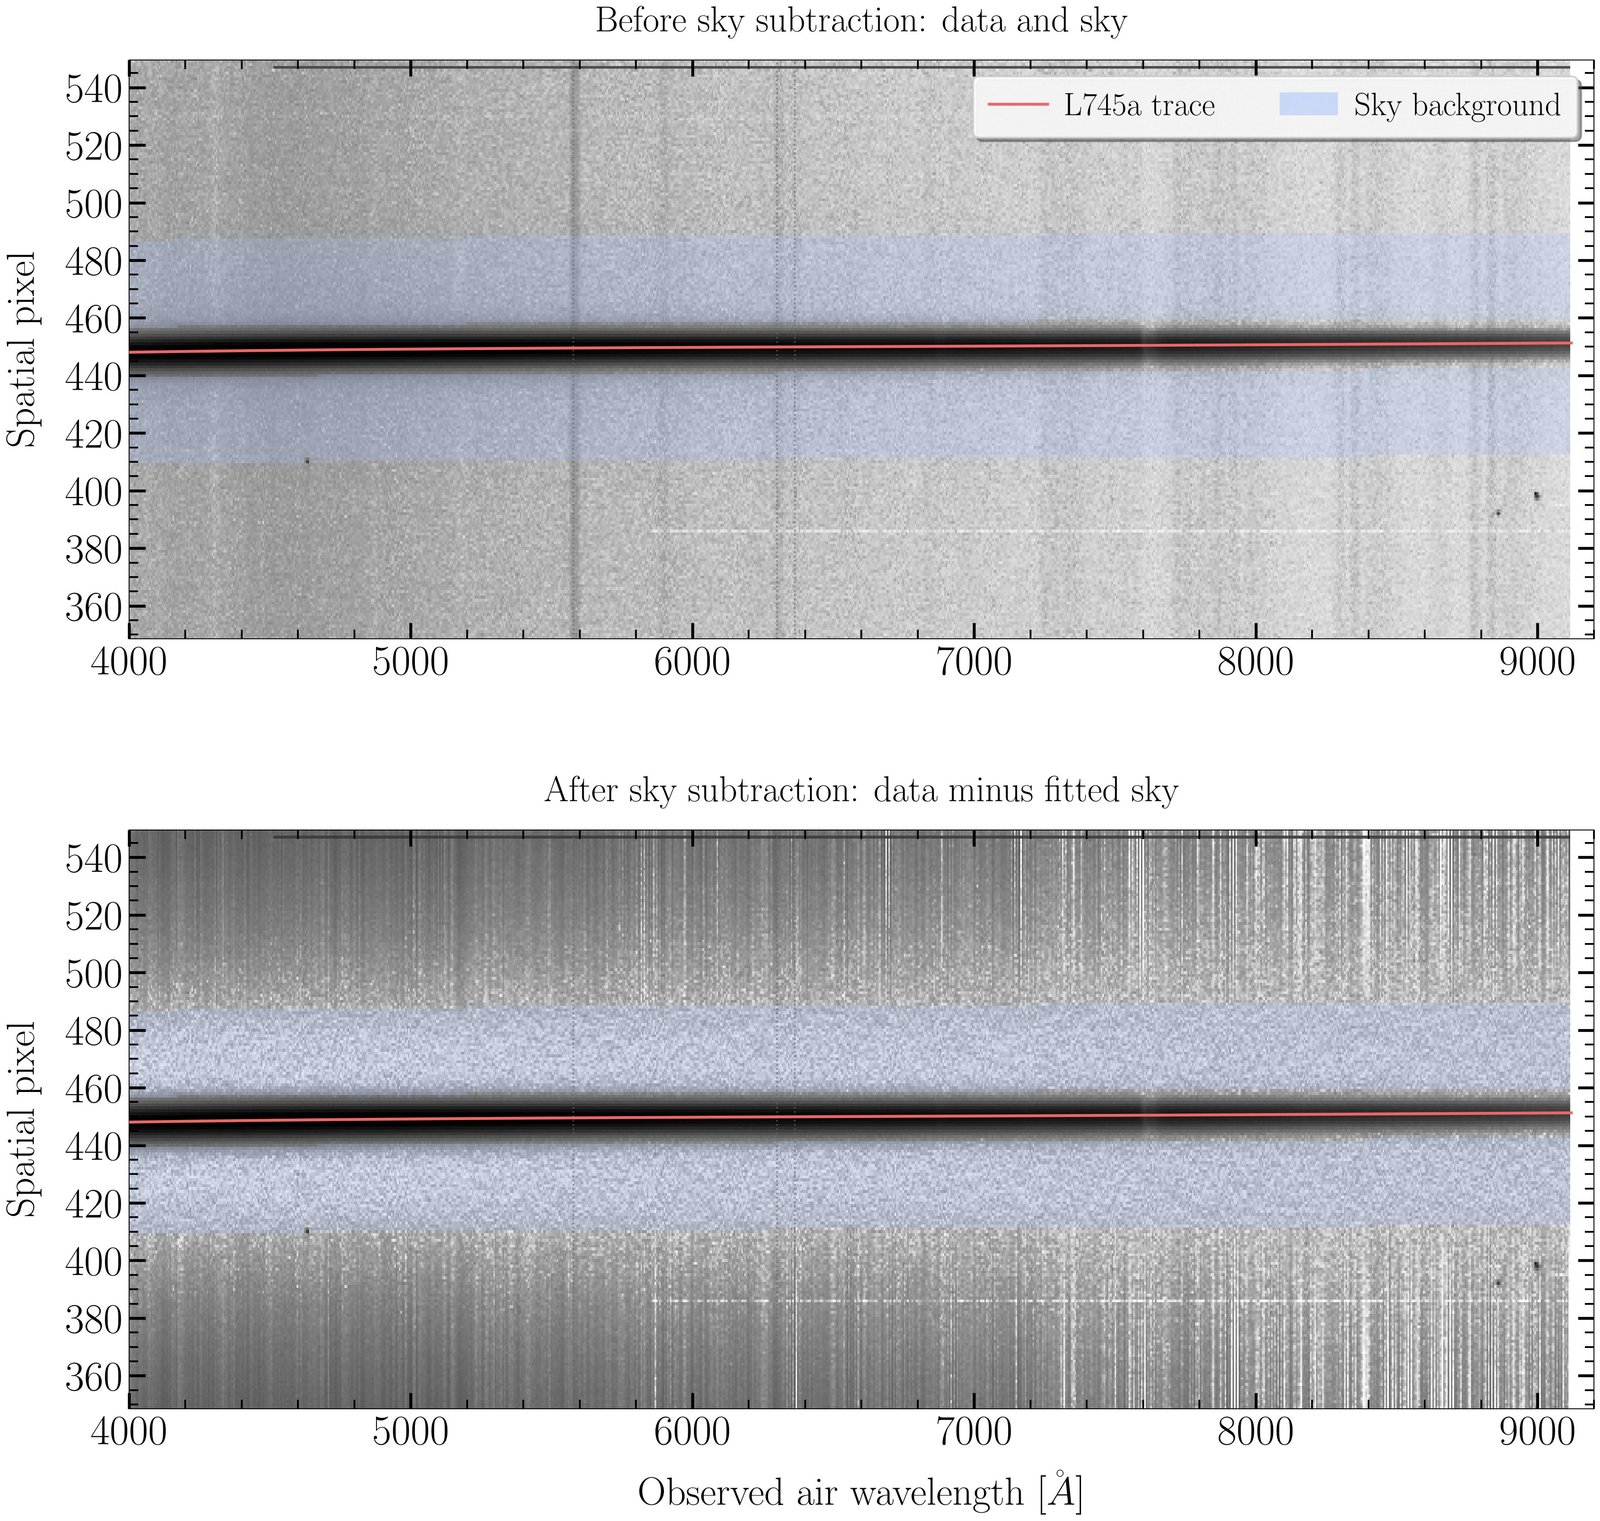 Before sky subtraction: data and sky
L745a trace Sky background
Spatial pixel
540
520
500
480
460
440
420
400
380
360
4000 5000 6000 7000 8000 9000
After sky subtraction: data minus fitted sky
Spatial pixel
540
520
500
480
460
440
420
400
380
360
4000 5000 6000 7000 8000 9000
Observed air wavelength [Å]